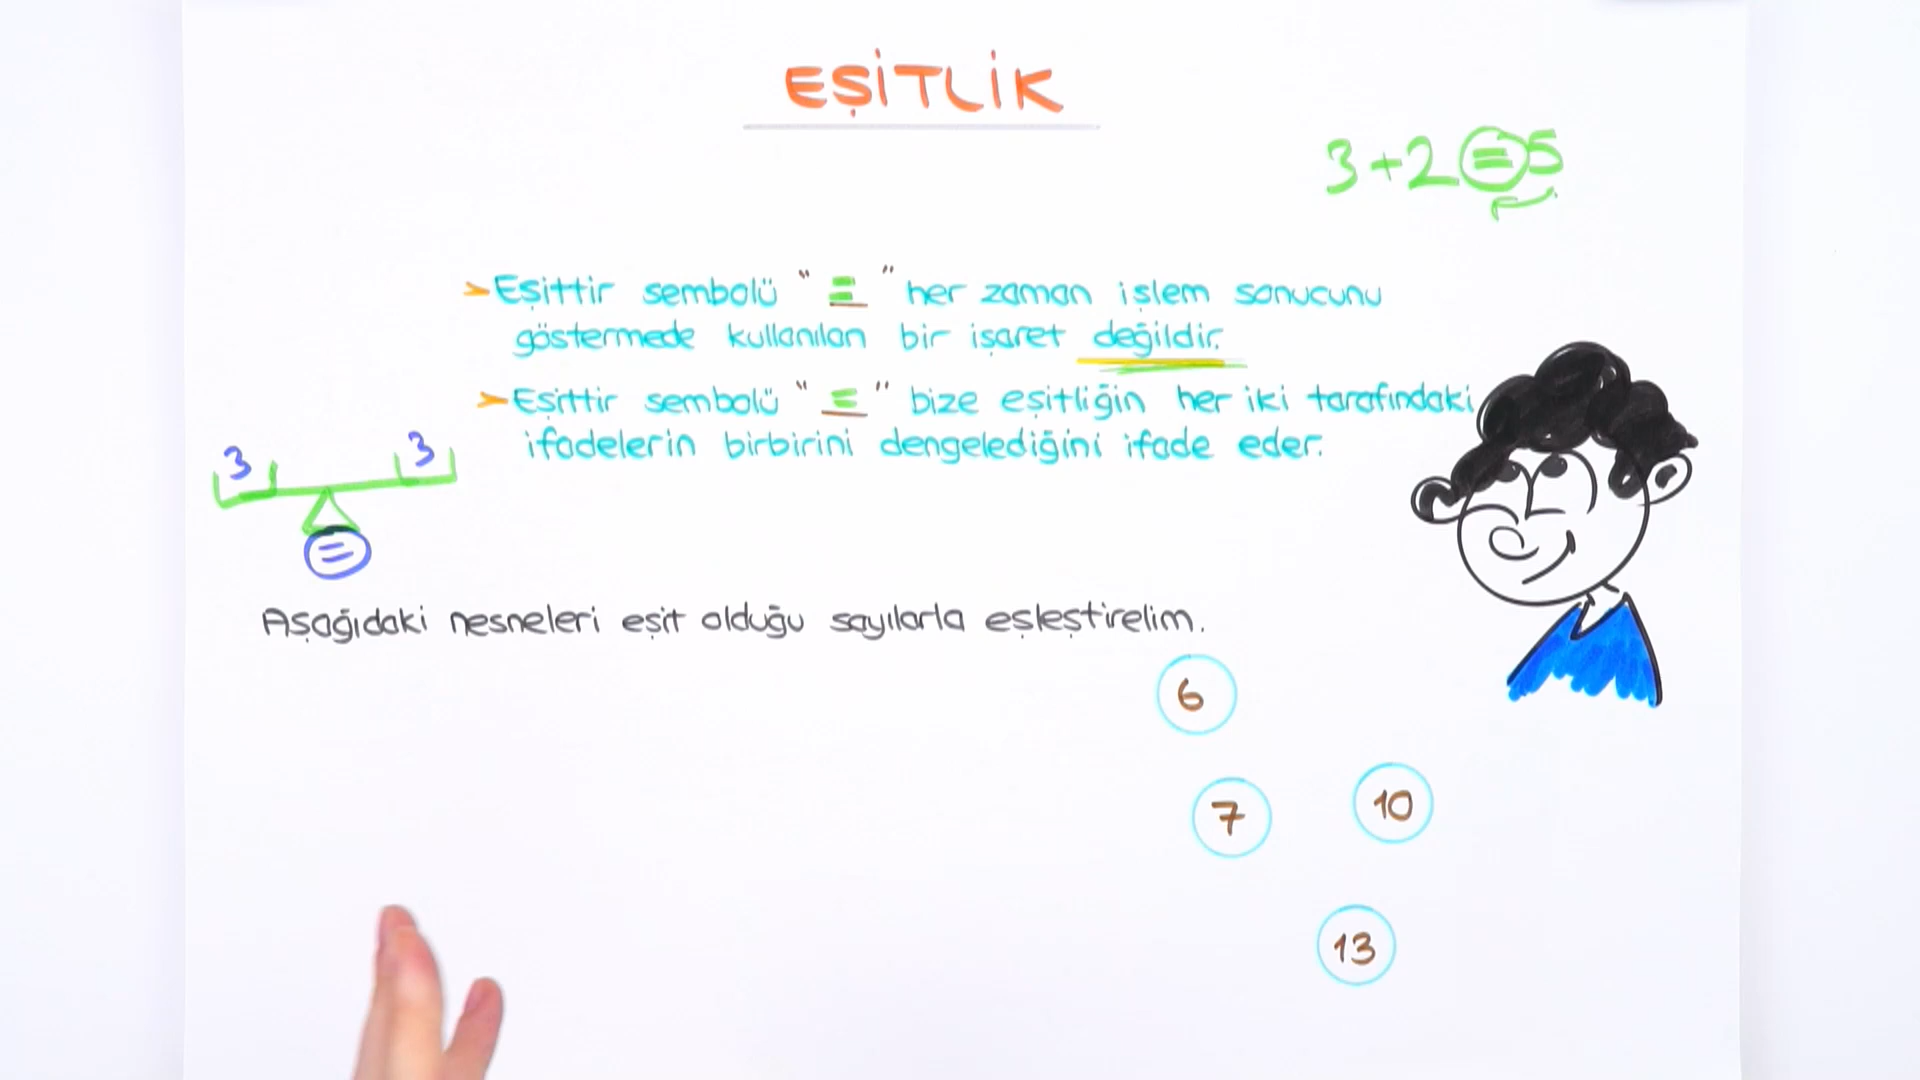 EŞİTLİK
3+2=5
➤Eşittir sembolü "=" her zaman işlem sonucunu
göstermede kullanılan bir işaret değildir.
➤Eşittir sembolü "=" bize eşitliğin her iki tarafındaki
ifadelerin birbirini dengelediğini ifade eder.
3 3
=
Aşağıdaki nesneleri eşit olduğu sayılarla eşleştirelim.
6
7 10
13